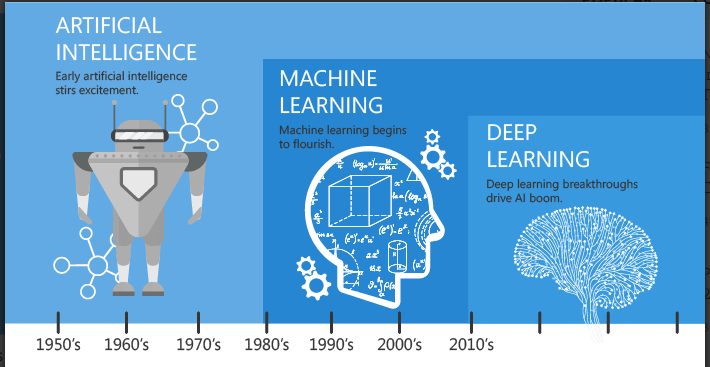 ARTIFICIAL
INTELLIGENCE
Early artificial intelligence
stirs excitement.
MACHINE
LEARNING
Machine learning begins
to flourish.
DEEP
LEARNING
Deep learning breakthroughs
drive AI boom.
1950's 1960's 1970's 1980's 1990's 2000's 2010's